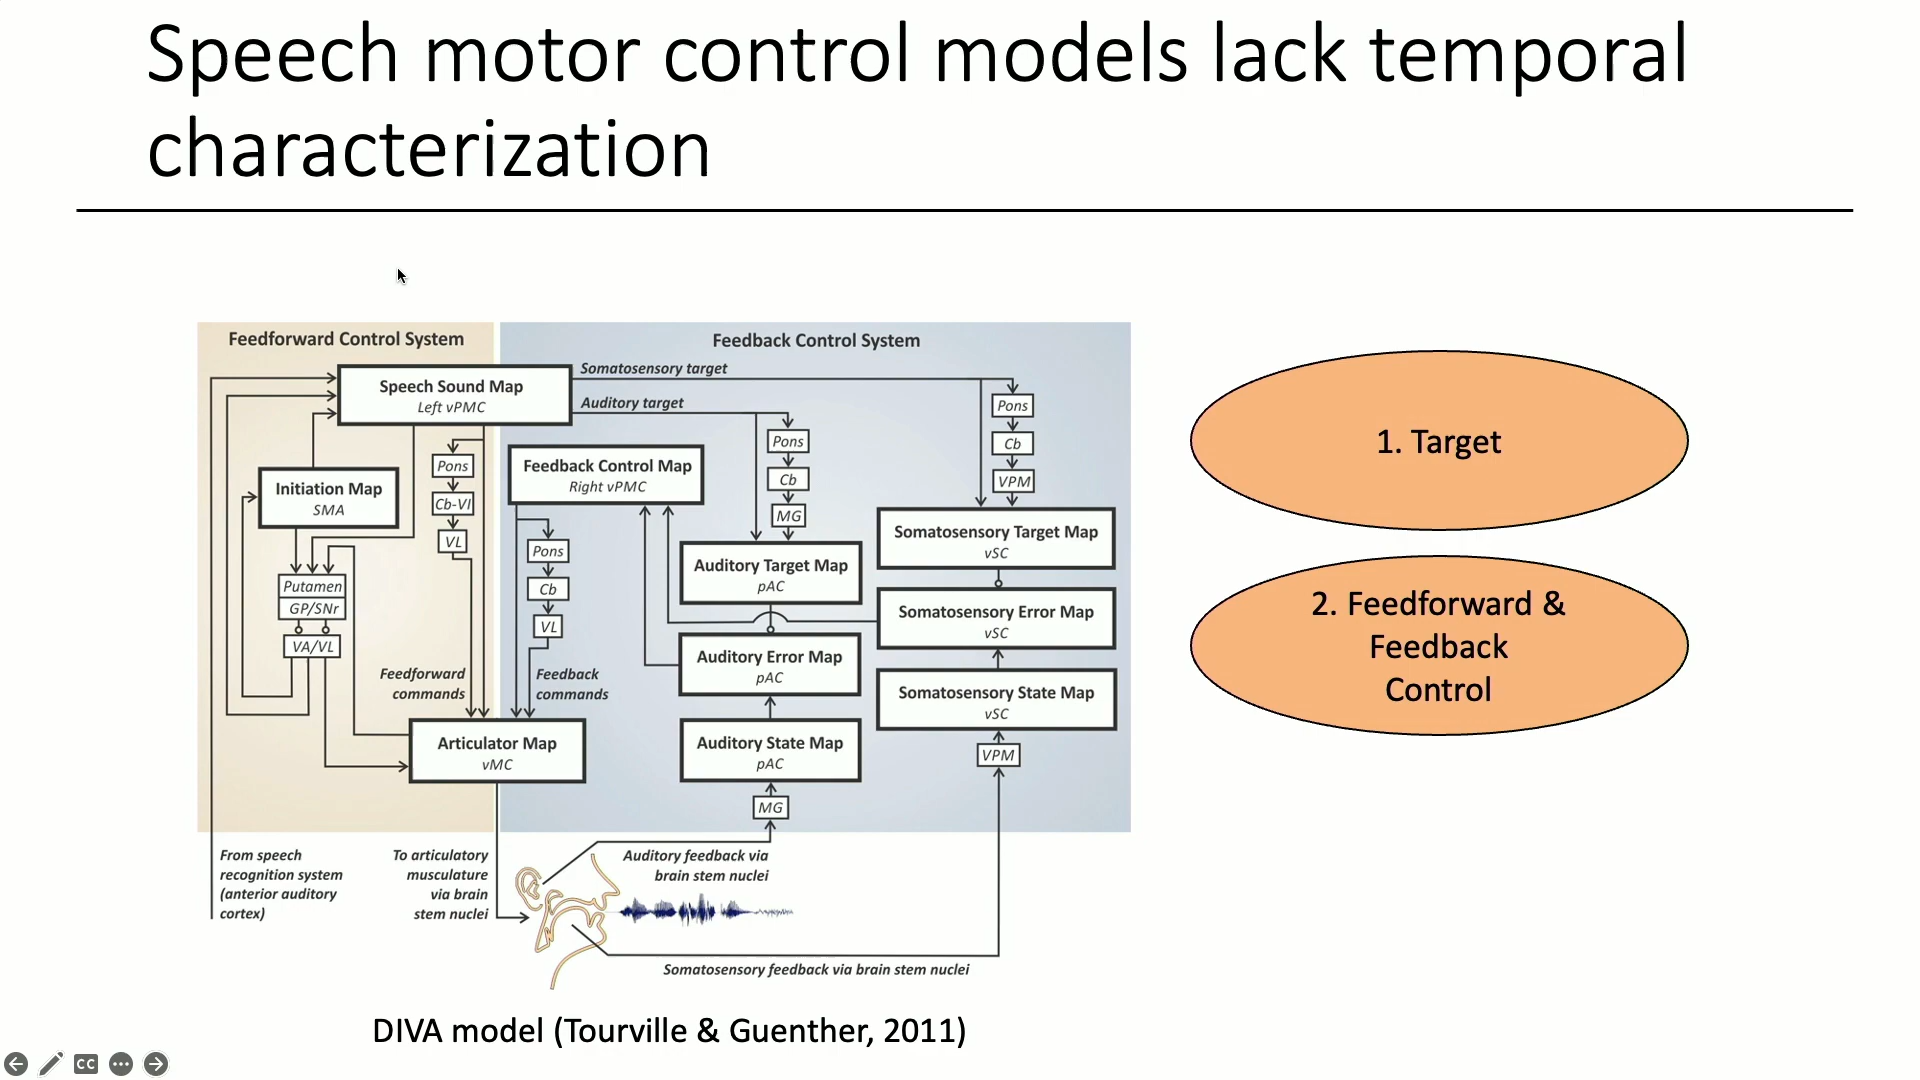 Speech motor control models lack temporal
characterization
Feedforward Control System
Feedback Control System
Speech Sound Map
Left vPMC
Somatosensory target
Auditory target
Initiation Map
SMA
Pons
Cb-VI
VL
Putamen
GP/SNr
VA/VL
Feedforward
commands
Feedback Control Map
Right vPMC
Pons
Cb
VL
Feedback
commands
Pons
Cb
MG
Auditory Target Map
pAC
Auditory Error Map
pAC
Auditory State Map
pAC
MG
Pons
Cb
VPM
Somatosensory Target Map
vSC
Somatosensory Error Map
vSC
Somatosensory State Map
vSC
VPM
Articulator Map
vMC
From speech
recognition system
(anterior auditory
cortex)
To articulatory
musculature
via brain
stem nuclei
Auditory feedback via
brain stem nuclei
Somatosensory feedback via brain stem nuclei
DIVA model (Tourville & Guenther, 2011)
1. Target
2. Feedforward &
Feedback
Control
CC